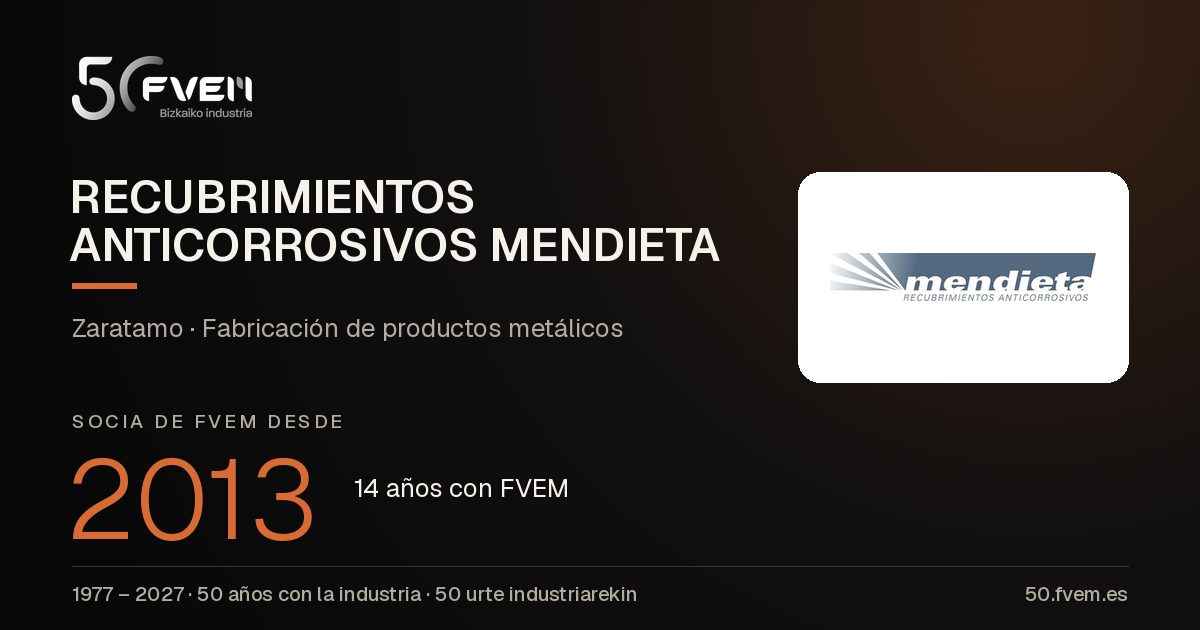 50 FVEM
Bizkaiko industria
RECUBRIMIENTOS
ANTICORROSIVOS MENDIETA
mendieta
RECUBRIMIENTOS ANTICORROSIVOS
Zaratamo · Fabricación de productos metálicos
SOCIA DE FVEM DESDE
2013
14 años con FVEM
1977 – 2027 · 50 años con la industria · 50 urte industriarekin
50.fvem.es